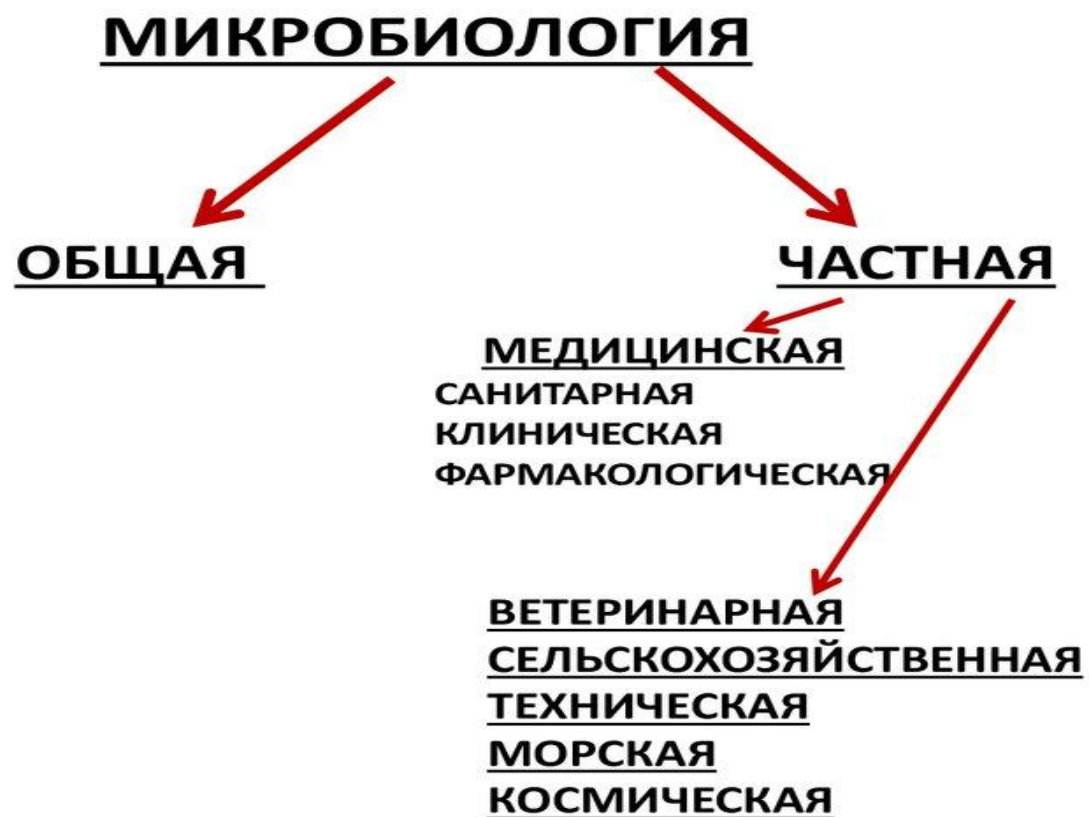 МИКРОБИОЛОГИЯ
ОБЩАЯ
ЧАСТНАЯ
МЕДИЦИНСКАЯ
САНИТАРНАЯ
КЛИНИЧЕСКАЯ
ФАРМАКОЛОГИЧЕСКАЯ
ВЕТЕРИНАРНАЯ
СЕЛЬСКОХОЗЯЙСТВЕННАЯ
ТЕХНИЧЕСКАЯ
МОРСКАЯ
КОСМИЧЕСКАЯ